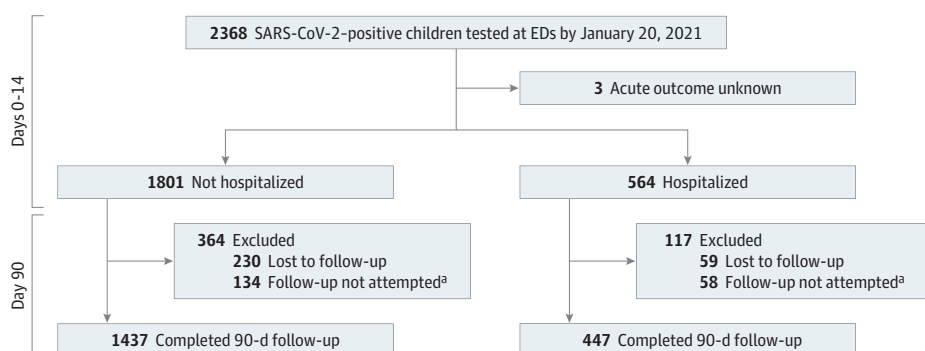 2368 SARS-CoV-2–positive children tested at EDs by January 20, 2021
3 Acute outcome unknown
Days 0-14
1801 Not hospitalized
564 Hospitalized
364 Excluded
230 Lost to follow-up
134 Follow-up not attemptedᵃ
117 Excluded
59 Lost to follow-up
58 Follow-up not attemptedᵃ
Day 90
1437 Completed 90-d follow-up
447 Completed 90-d follow-up